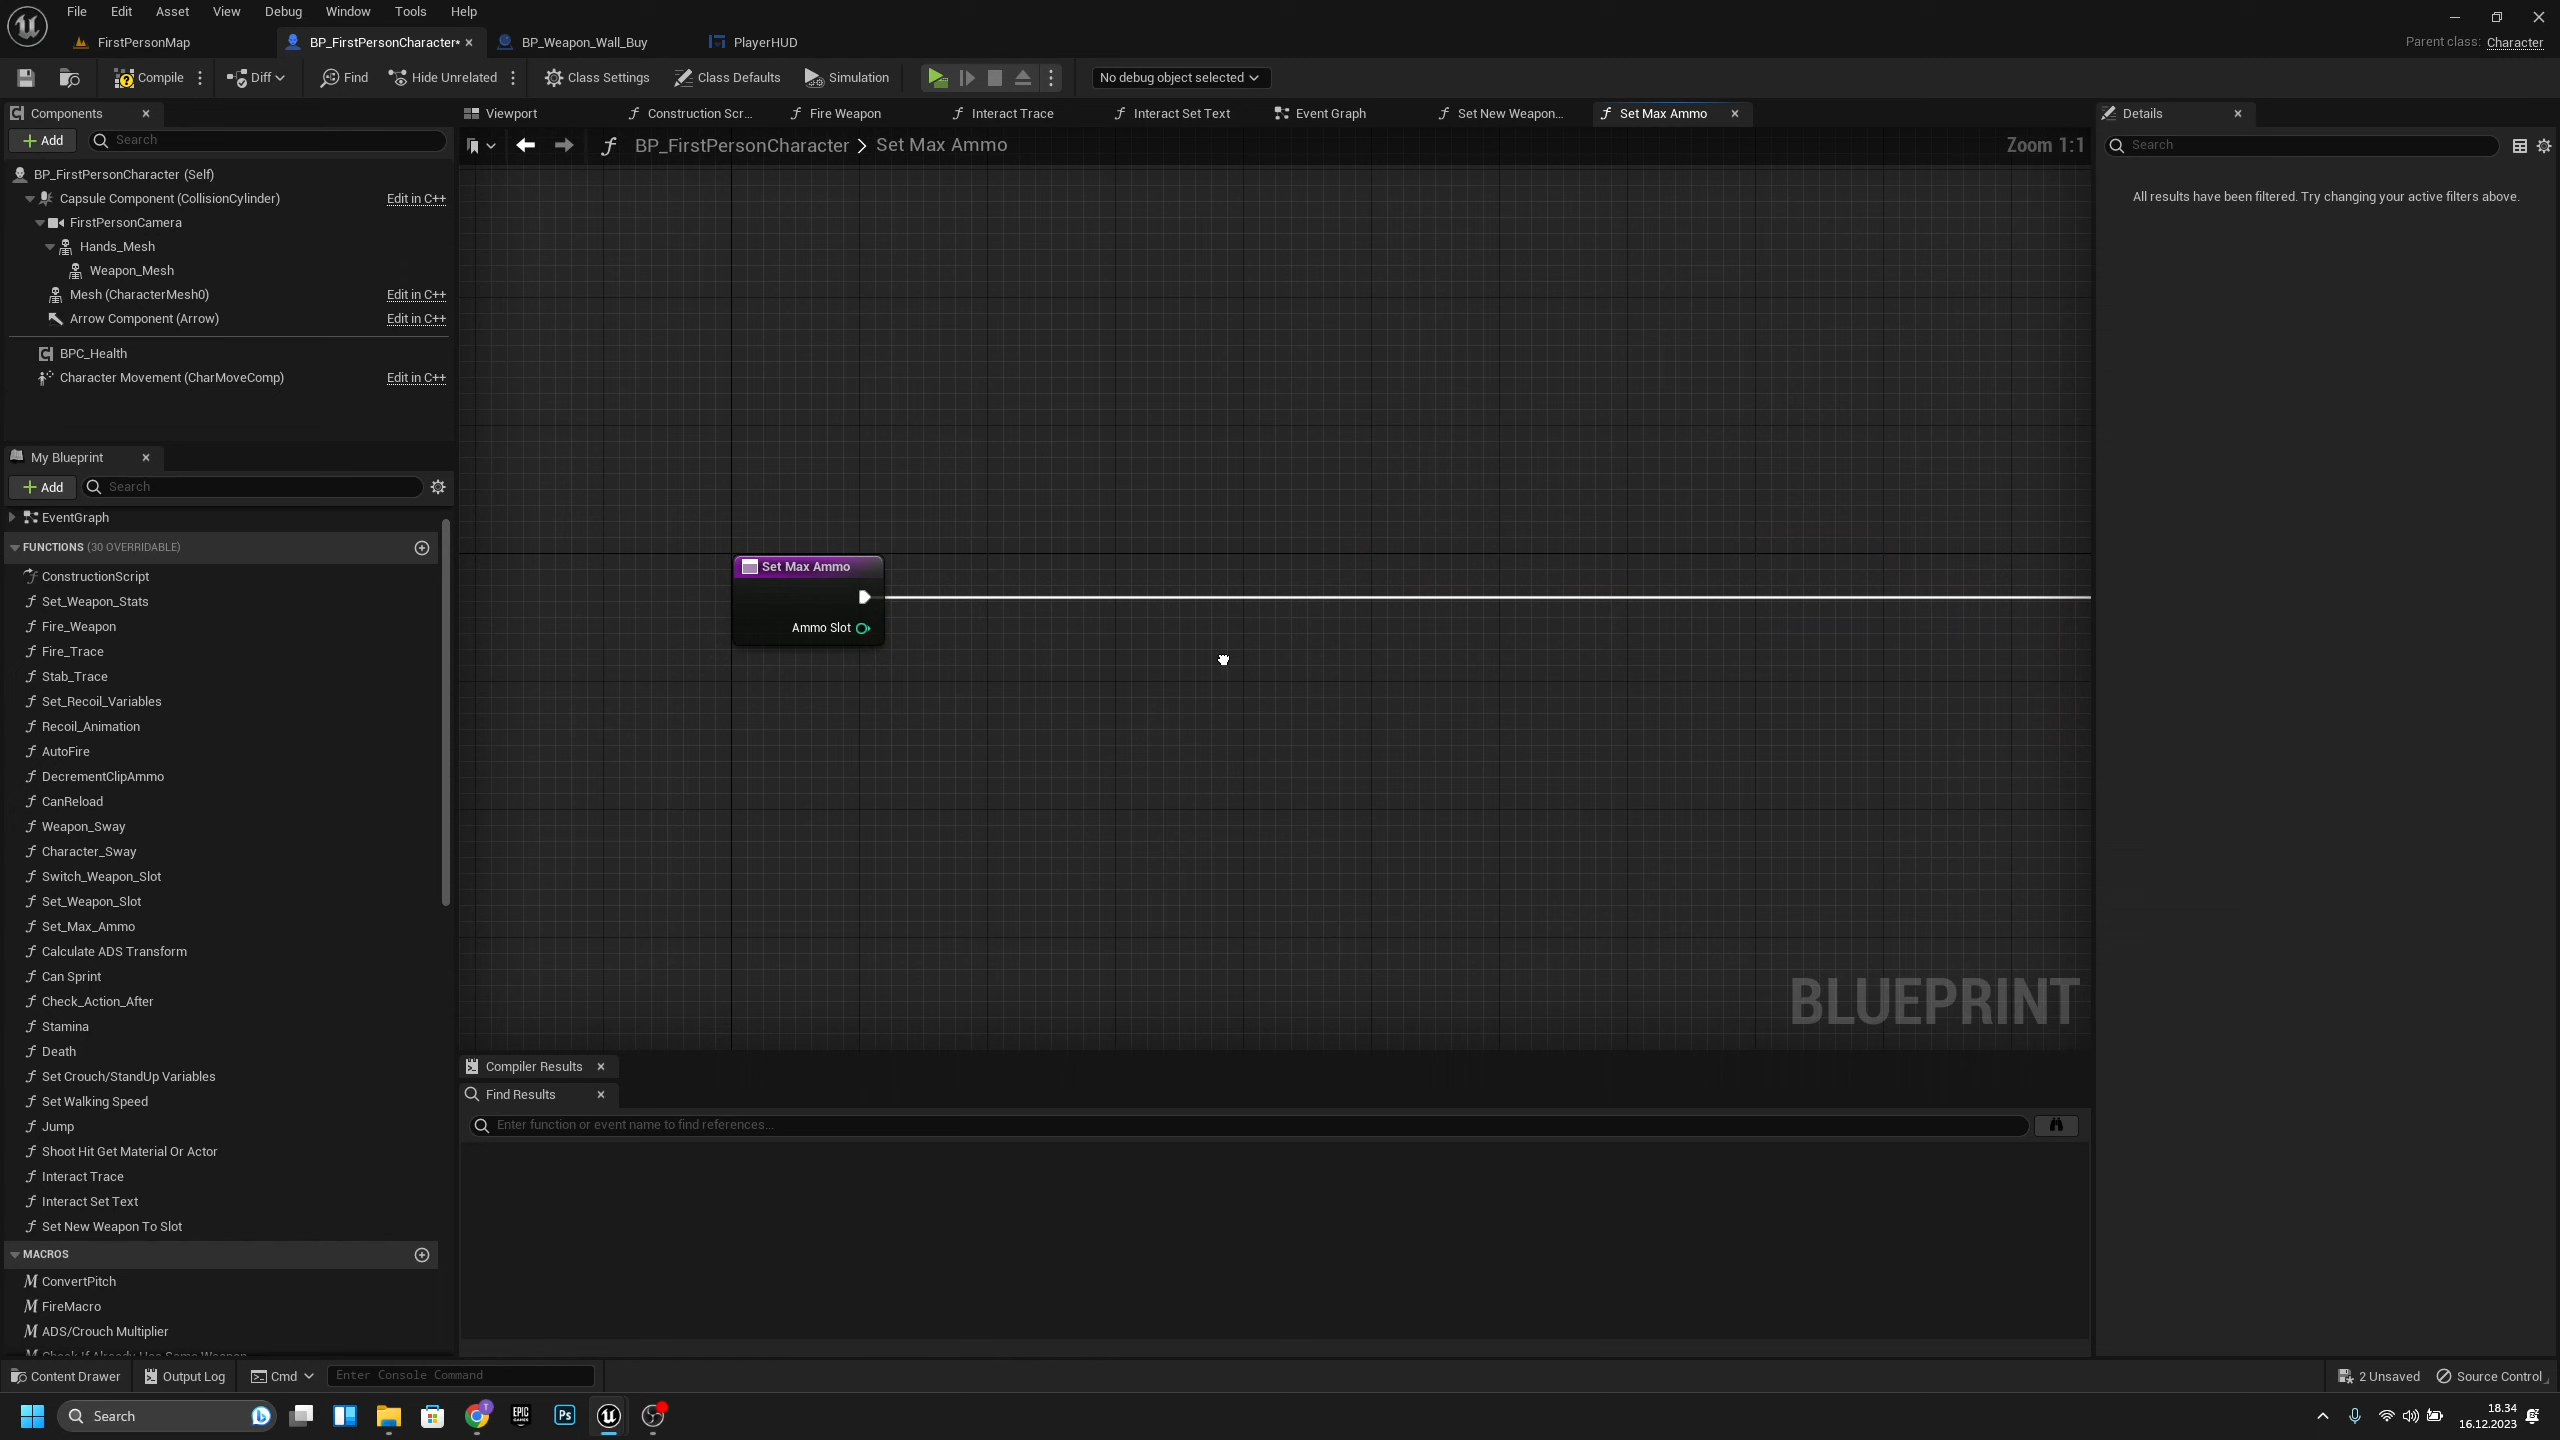 File Edit Asset View Debug Window Tools Help
FirstPersonMap BP_FirstPersonCharacter* BP_Weapon_Wall_Buy PlayerHUD
Parent class: Character
Compile Diff Find Hide Unrelated Class Settings Class Defaults Simulation No debug object selected
Components
Add Search
BP_FirstPersonCharacter (Self)
Capsule Component (CollisionCylinder) Edit in C++
FirstPersonCamera
Hands_Mesh
Weapon_Mesh
Mesh (CharacterMesh0) Edit in C++
Arrow Component (Arrow) Edit in C++
BPC_Health
Character Movement (CharMoveComp) Edit in C++
My Blueprint
Add Search
EventGraph
FUNCTIONS (30 OVERRIDABLE)
ConstructionScript
Set_Weapon_Stats
Fire_Weapon
Fire_Trace
Stab_Trace
Set_Recoil_Variables
Recoil_Animation
AutoFire
DecrementClipAmmo
CanReload
Weapon_Sway
Character_Sway
Switch_Weapon_Slot
Set_Weapon_Slot
Set_Max_Ammo
Calculate ADS Transform
Can Sprint
Check_Action_After
Stamina
Death
Set Crouch/StandUp Variables
Set Walking Speed
Jump
Shoot Hit Get Material Or Actor
Interact Trace
Interact Set Text
Set New Weapon To Slot
MACROS
ConvertPitch
FireMacro
ADS/Crouch Multiplier
Viewport Construction Scr... Fire Weapon Interact Trace Interact Set Text Event Graph Set New Weapon... Set Max Ammo
BP_FirstPersonCharacter > Set Max Ammo
Zoom 1:1
Set Max Ammo
Ammo Slot
BLUEPRINT
Compiler Results
Find Results
Enter function or event name to find references...
Details
Search
All results have been filtered. Try changing your active filters above.
Content Drawer Output Log Cmd Enter Console Command
2 Unsaved Source Control
Search
EPIC
GAMES
Ps
18.34
16.12.2023